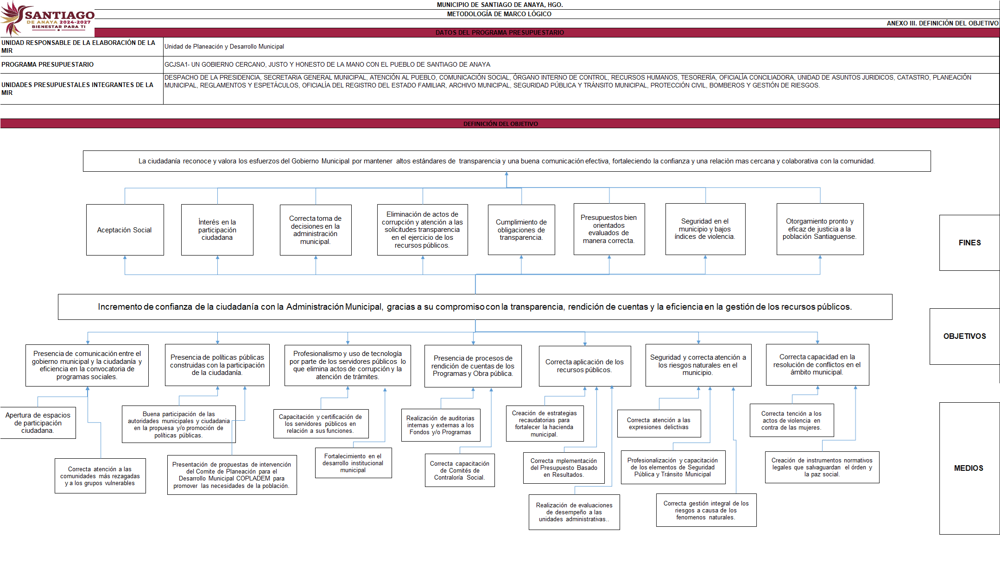 SANTIAGO
DE ANAYA 2024-2027
BIENESTAR PARA TI
MUNICIPIO DE SANTIAGO DE ANAYA, HGO.
METODOLOGÍA DE MARCO LÓGICO
ANEXO III. DEFINICIÓN DEL OBJETIVO
DATOS DEL PROGRAMA PRESUPUESTARIO
UNIDAD RESPONSABLE DE LA ELABORACIÓN DE LA
MIR
Unidad de Planeación y Desarrollo Municipal
PROGRAMA PRESUPUESTARIO
GCJSA1- UN GOBIERNO CERCANO, JUSTO Y HONESTO DE LA MANO CON EL PUEBLO DE SANTIAGO DE ANAYA
UNIDADES PRESUPUESTALES INTEGRANTES DE LA
MIR
DESPACHO DE LA PRESIDENCIA, SECRETARIA GENERAL MUNICIPAL, ATENCIÓN AL PUEBLO, COMUNICACIÓN SOCIAL, ÓRGANO INTERNO DE CONTROL, RECURSOS HUMANOS, TESORERÍA, OFICIALÍA CONCILIADORA, UNIDAD DE ASUNTOS JURIDICOS, CATASTRO, PLANEACIÓN
MUNICIPAL, REGLAMENTOS Y ESPETÁCULOS, OFICIALÍA DEL REGISTRO DEL ESTADO FAMILIAR, ARCHIVO MUNICIPAL, SEGURIDAD PÚBLICA Y TRÁNSITO MUNICIPAL, PROTECCIÓN CIVIL, BOMBEROS Y GESTIÓN DE RIESGOS.
DEFINICIÓN DEL OBJETIVO
La ciudadanía reconoce y valora los esfuerzos del Gobierno Municipal por mantener altos estándares de transparencia y una buena comunicación efectiva, fortaleciendo la confianza y una relaciòn mas cercana y colaborativa con la comunidad.
Aceptación Social
Ínterés en la
participación
ciudadana
Correcta toma de
decisiones en la
administración
municipal.
Eliminación de actos de
corrupción y atención a las
solicitudes transparencia
en el ejercicio de los
recursos públicos.
Cumplimiento de
obligaciones de
transparencia.
Presupuestos bien
orientados
evaluados de
manera correcta.
Seguridad en el
municipio y bajos
índices de violencia.
Otorgamiento pronto y
eficaz de justicia a la
población Santiaguense.
FINES
Incremento de confianza de la ciudadanía con la Administración Municipal, gracias a su compromiso con la transparencia, rendición de cuentas y la eficiencia en la gestión de los recursos públicos.
OBJETIVOS
Presencia de comunicación entre el
gobierno municipal y la ciudadanía y
eficiencia en la convocatoria de
programas sociales.
Presencia de políticas públicas
construidas con la participación
de la ciudadanía.
Profesionalismo y uso de tecnología
por parte de los servidores públicos lo
que elimina actos de corrupción y la
atención de trámites.
Presencia de procesos de
rendición de cuentas de los
Programas y Obra pública.
Correcta aplicación de los
recursos públicos.
Seguridad y correcta atención a
los riesgos naturales en el
municipio.
Correcta capacidad en la
resolución de conflictos en el
ámbito municipal.
Apertura de espacios
de participación
ciudadana.
Buena participación de las
autoridades municipales y ciudadania
en la propuesa y/o promoción de
políticas públicas.
Capacitación y certificación de
los servidores públicos en
relación a sus funciones.
Realización de auditorias
internas y externas a los
Fondos y/o Programas
Creación de estrategias
recaudatorias para
fortalecer la hacienda
municipal.
Correcta atención a las
expresiones delictivas
Correcta tención a los
actos de violencia en
contra de las mujeres.
Correcta atención a las
comunidades más rezagadas
y a los grupos vulnerables
Presentación de propuestas de intervención
del Comite de Planeación para el
Desarrollo Municipal COPLADEM para
promover las necesidades de la población.
Fortalecimiento en el
desarrollo institucional
municipal
Correcta capacitación
de Comités de
Contraloría Social.
Correcta mplementación
del Presupuesto Basado
en Resultados.
Profesionalización y capacitación
de los elementos de Seguridad
Pública y Tránsito Municipal
Creación de instrumentos normativos
legales que salvaguardan el órden y
la paz social.
MEDIOS
Realización de evaluaciones
de desempeño a las
unidades administrativas..
Correcta gestión integral de los
riesgos a causa de los
fenomenos naturales.